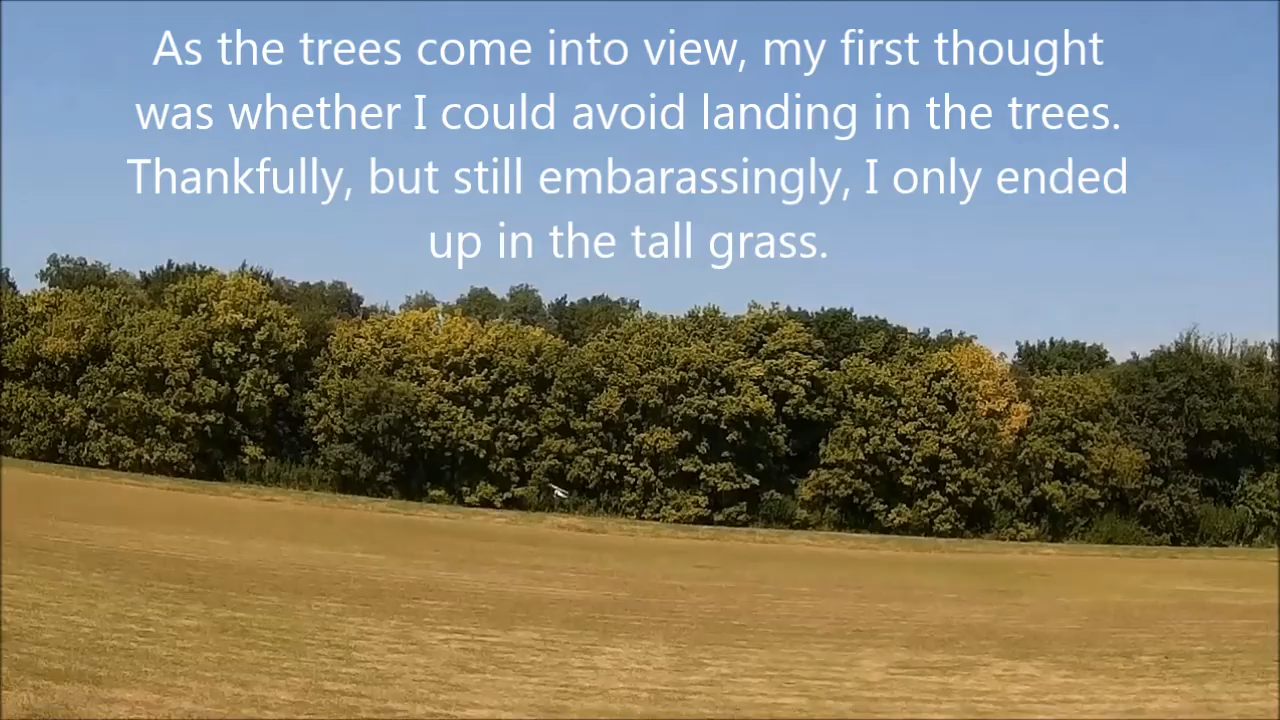 As the trees come into view, my first thought
was whether I could avoid landing in the trees.
Thankfully, but still embarassingly, I only ended
up in the tall grass.